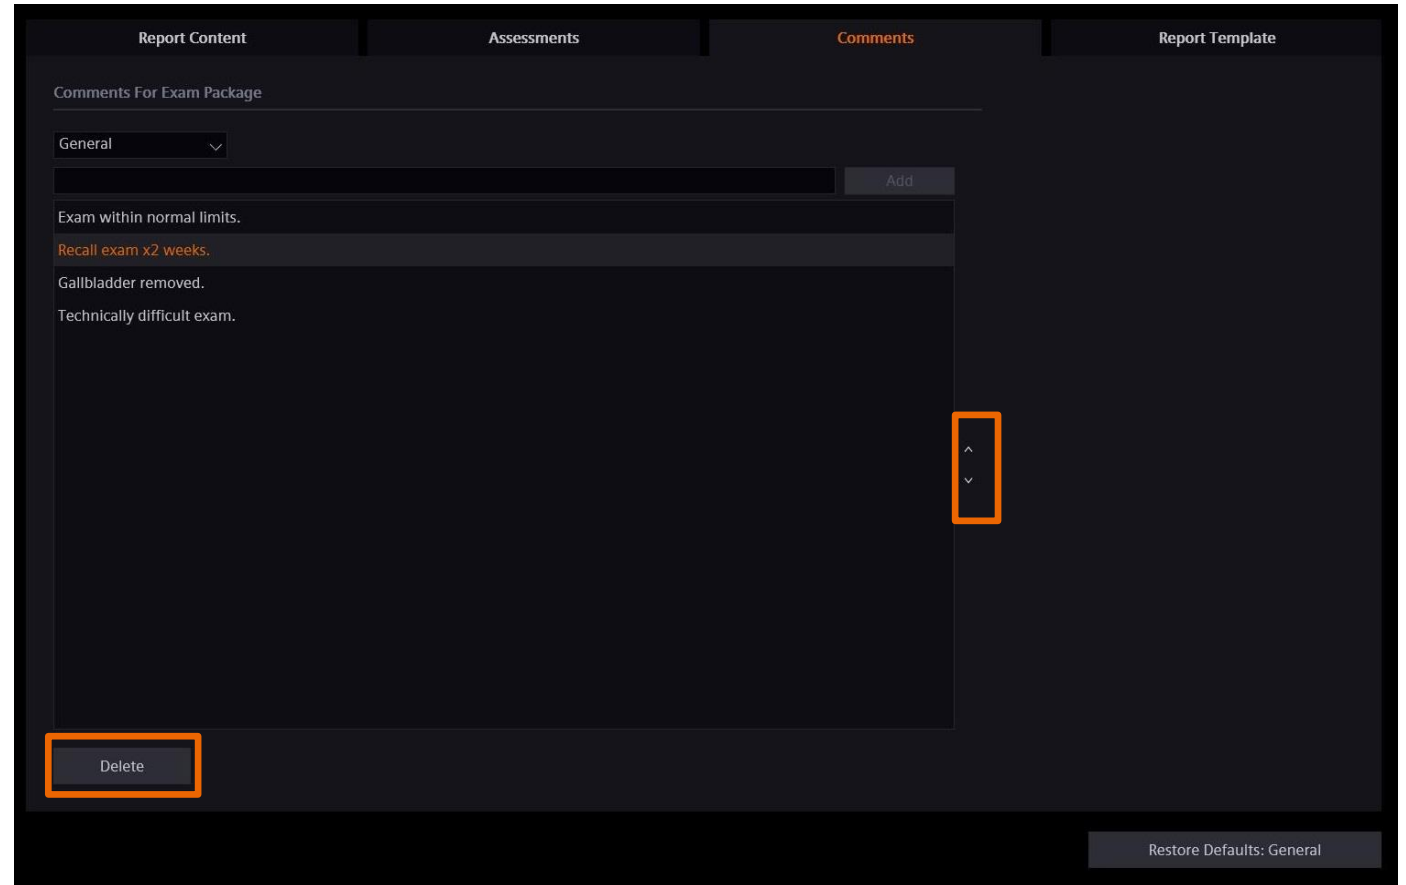 Report Content
Assessments
Comments
Report Template
Comments For Exam Package
General
Add
Exam within normal limits.
Recall exam x2 weeks.
Gallbladder removed.
Technically difficult exam.
Delete
Restore Defaults: General